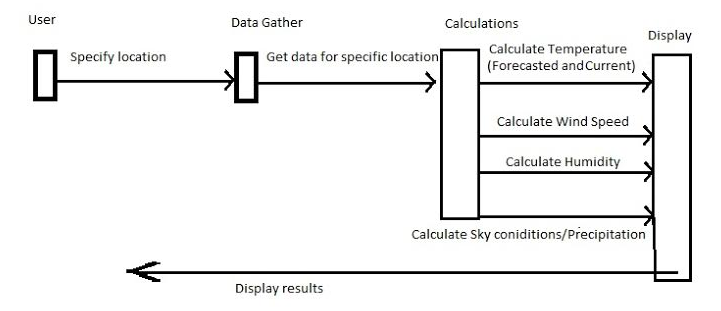 User
Data Gather
Calculations
Display
Specify location
Get data for specific location
Calculate Temperature
(Forecasted and Current)
Calculate Wind Speed
Calculate Humidity
Calculate Sky coniditions/Precipitation
Display results